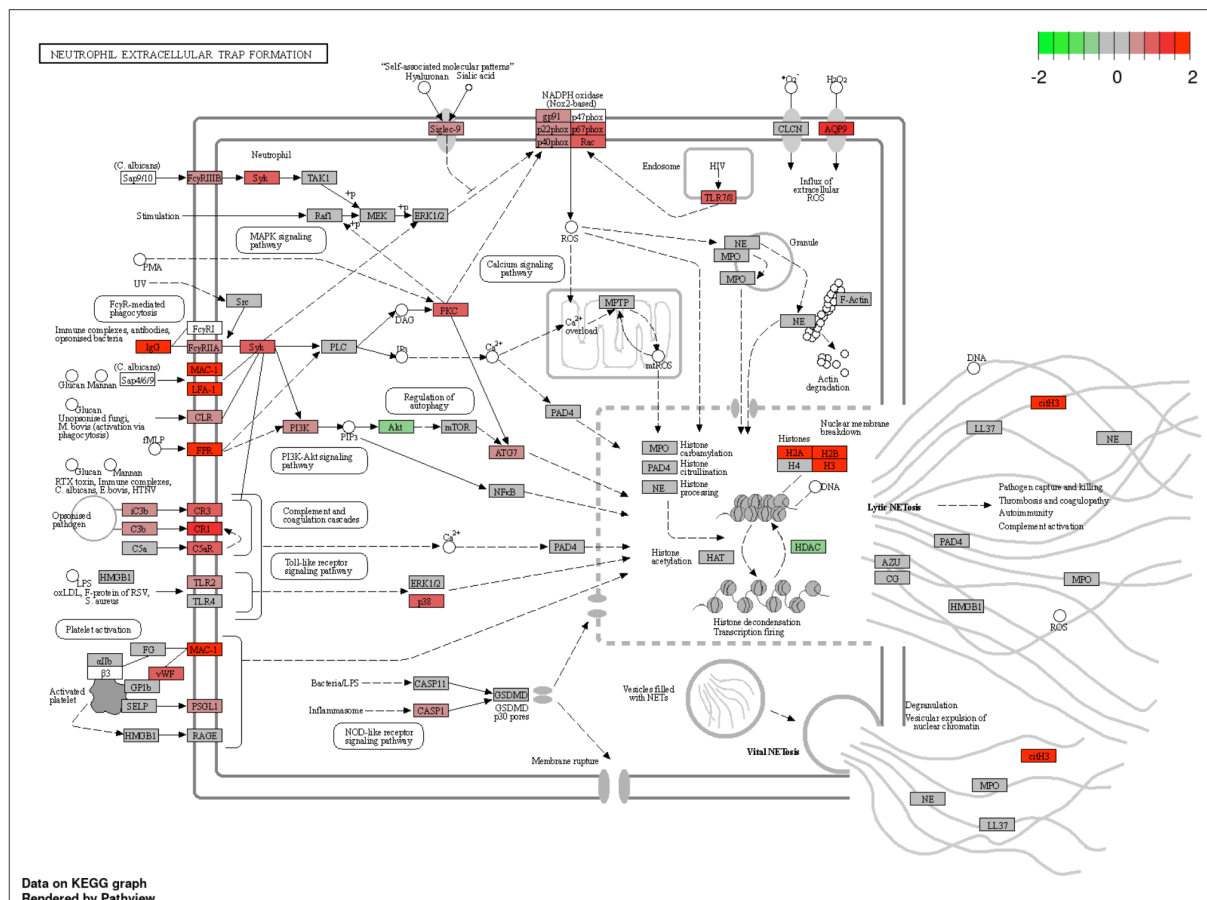 NEUTROPHIL EXTRACELLULAR TRAP FORMATION
-2 0 2
"Self-associated molecular patterns"
Hyaluronan Sialic acid
NADPH oxidase
(Nox2-based)
gp91 p47phox
p22phox p67phox
p40phox Rac
Siglec-9
•O₂⁻ H₂O₂
CLCN AQP9
Influx of
extracellular
ROS
Neutrophil
(C. albicans)
Sap9/10 FcγRIIIB Syk TAK1
Endosome HIV
TLR7/8
+p
Stimulation Raf1 MEK +p ERK1/2
+p
MAPK signaling
pathway
ROS
NE Granule
MPO
MPO
PMA
Calcium signaling
pathway
UV Src
FcγR-mediated
phagocytosis
DAG PKC
MPTP
F-Actin
NE
Immune complexes, antibodies,
opsonised bacteria
FcγRI
IgG FcγRIIA Syk PLC IP₃ Ca²⁺
Ca²⁺
overload
mtROS
Actin
degradation
DNA
(C. albicans) MAC-1
Glucan Mannan Sap4/6/9 LFA-1
Glucan
Unopsonised fungi,
M. bovis (activation via
phagocytosis)
CLR
Regulation of
autophagy
PAD4
PI3K PIP₃ Akt mTOR
fMLP FPR
PI3K-Akt signaling
pathway
ATG7
Glucan Mannan
RTX toxin, Immune complexes,
C. albicans, E.bovis, HTNV
NFκB
MPO Histone
carbamylation
PAD4 Histone
citrullination
NE Histone
processing
Nuclear membrane
breakdown
Histones
H2A H2B
H4 H3
DNA
citH3
LL37
NE
Pathogen capture and killing
Thrombosis and coagulopathy
Autoimmunity
Complement activation
Lytic NETosis
iC3b CR3
Opsonised
pathogen
C3b CR1
C5a C5aR
Complement and
coagulation cascades
Ca²⁺ PAD4
Toll-like receptor
signaling pathway
Histone
acetylation
HAT HDAC
PAD4
AZU
CG
MPO
HMGB1
ROS
LPS HMGB1
oxLDL, F-protein of RSV,
S. aureus
TLR2
TLR4
ERK1/2
p38
Histone decondensation
Transcription firing
Platelet activation
FG MAC-1
αIIb
β3
vWF
GP1b
Activated
platelet
SELP PSGL1
HMGB1 RAGE
Bacteria/LPS CASP11
GSDMD
GSDMD
p30 pores
Inflammasome CASP1
NOD-like receptor
signaling pathway
Membrane rupture
Vesicles filled
with NETs
Vital NETosis
Degranulation
Vesicular expulsion of
nuclear chromatin
citH3
MPO
NE
LL37
Data on KEGG graph
Rendered by Pathview